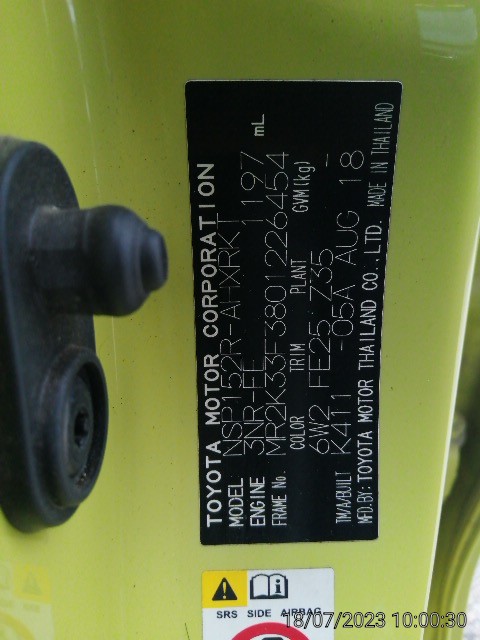 TOYOTA MOTOR CORPORATION
MODEL NSP152R-AHXRKT
ENGINE 3NR-FE 1197 mL
FRAME No. MR2K33F3801226454
COLOR TRIM PLANT GVM(kg)
6W2 FE25 Z35 -
TM/A/BUILT K411 -05A AUG 18
MFD.BY: TOYOTA MOTOR THAILAND CO.,LTD. MADE IN THAILAND
SRS SIDE AIRBAG
18/07/2023 10:00:30